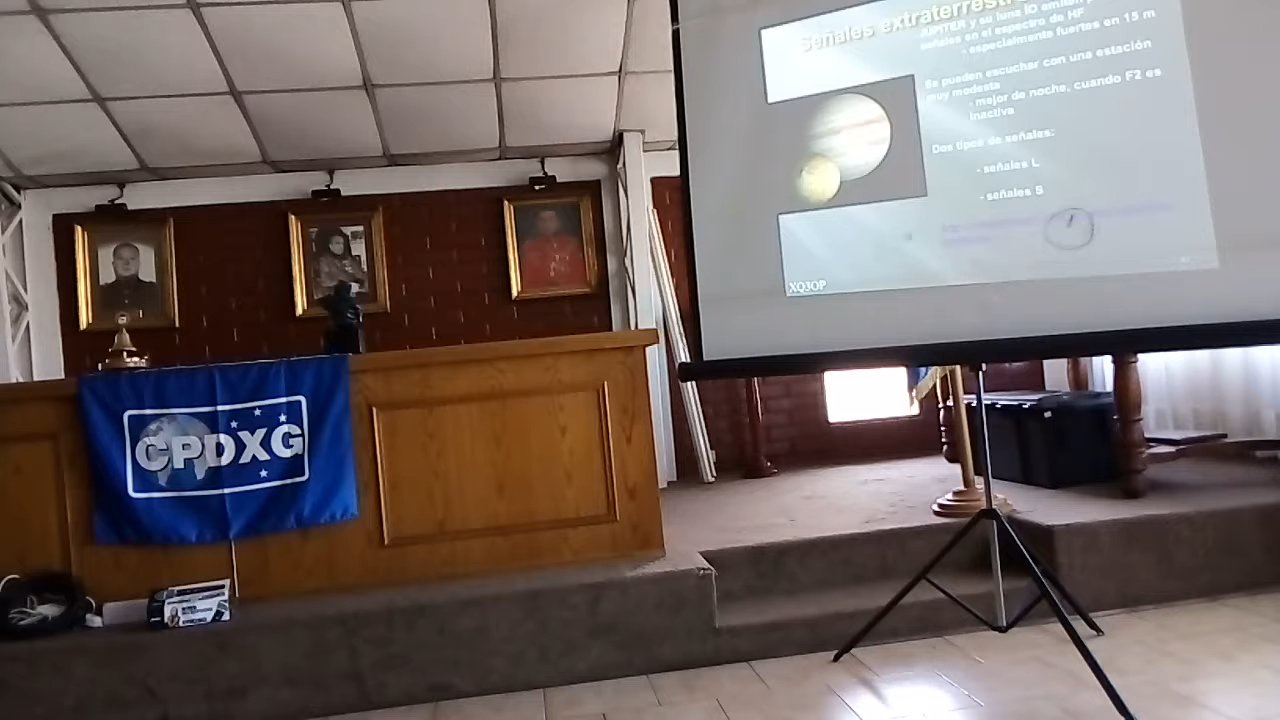 Señales extraterrestr
JUPITER y su luna IO emiten
señales en el espectro de HF
- especialmente fuertes en 15 m
Se pueden escuchar con una estación
muy modesta
- mejor de noche, cuando F2 es
inactiva
Dos tipos de señales:
- señales L
- señales S
XQ3OP
CPDXG